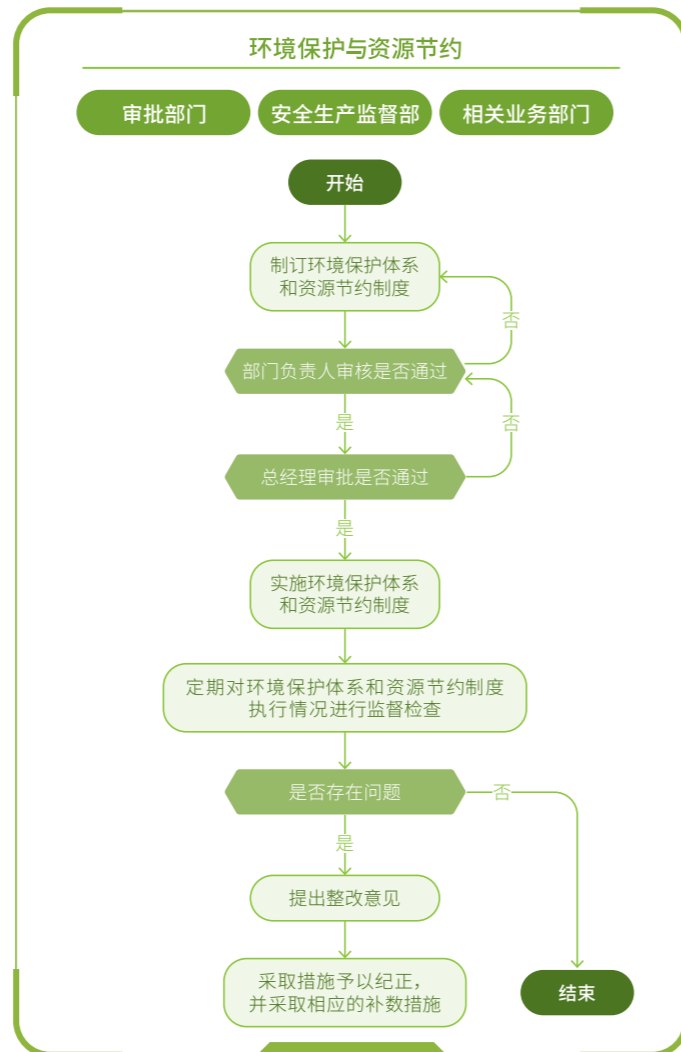 环境保护与资源节约
审批部门
安全生产监督部
相关业务部门
开始
制订环境保护体系
和资源节约制度
否
部门负责人审核是否通过
是
否
总经理审批是否通过
是
实施环境保护体系
和资源节约制度
定期对环境保护体系和资源节约制度
执行情况进行监督检查
是否存在问题
否
是
提出整改意见
采取措施予以纪正，
并采取相应的补数措施
结束